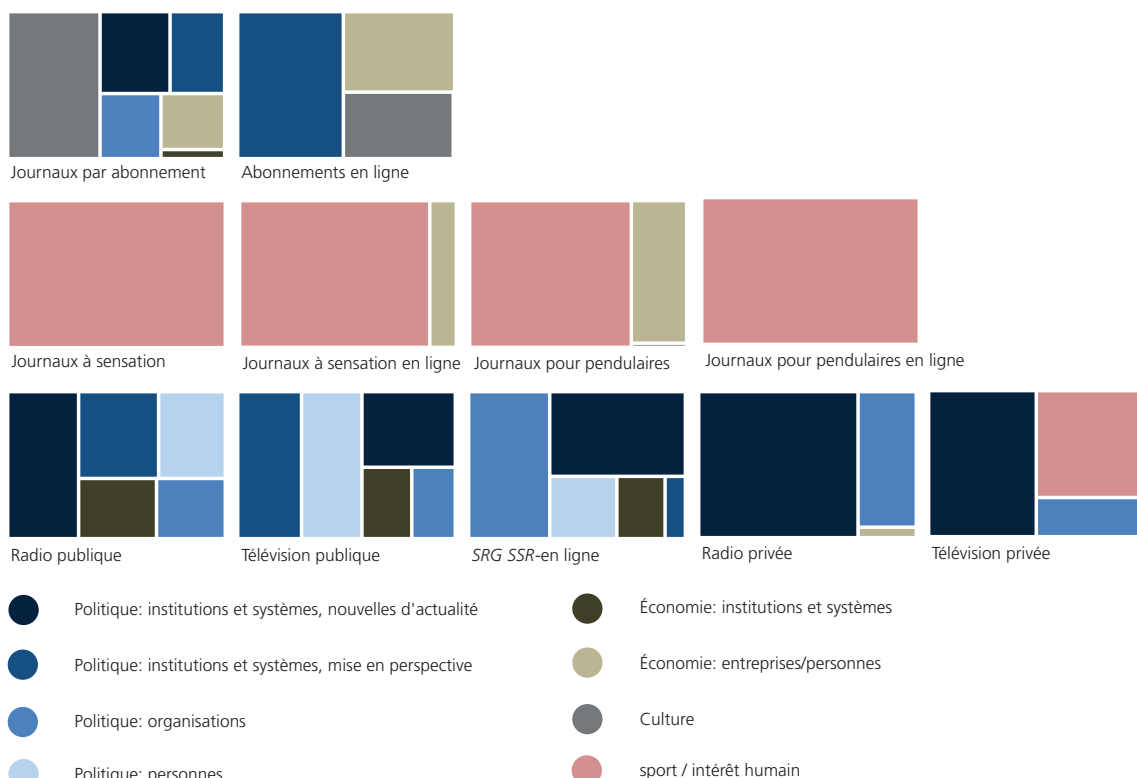 Journaux par abonnement
Abonnements en ligne
Journaux à sensation
Journaux à sensation en ligne
Journaux pour pendulaires
Journaux pour pendulaires en ligne
Radio publique
Télévision publique
SRG SSR-en ligne
Radio privée
Télévision privée
Politique: institutions et systèmes, nouvelles d'actualité
Économie: institutions et systèmes
Politique: institutions et systèmes, mise en perspective
Économie: entreprises/personnes
Politique: organisations
Culture
Politique: personnes
sport / intérêt humain